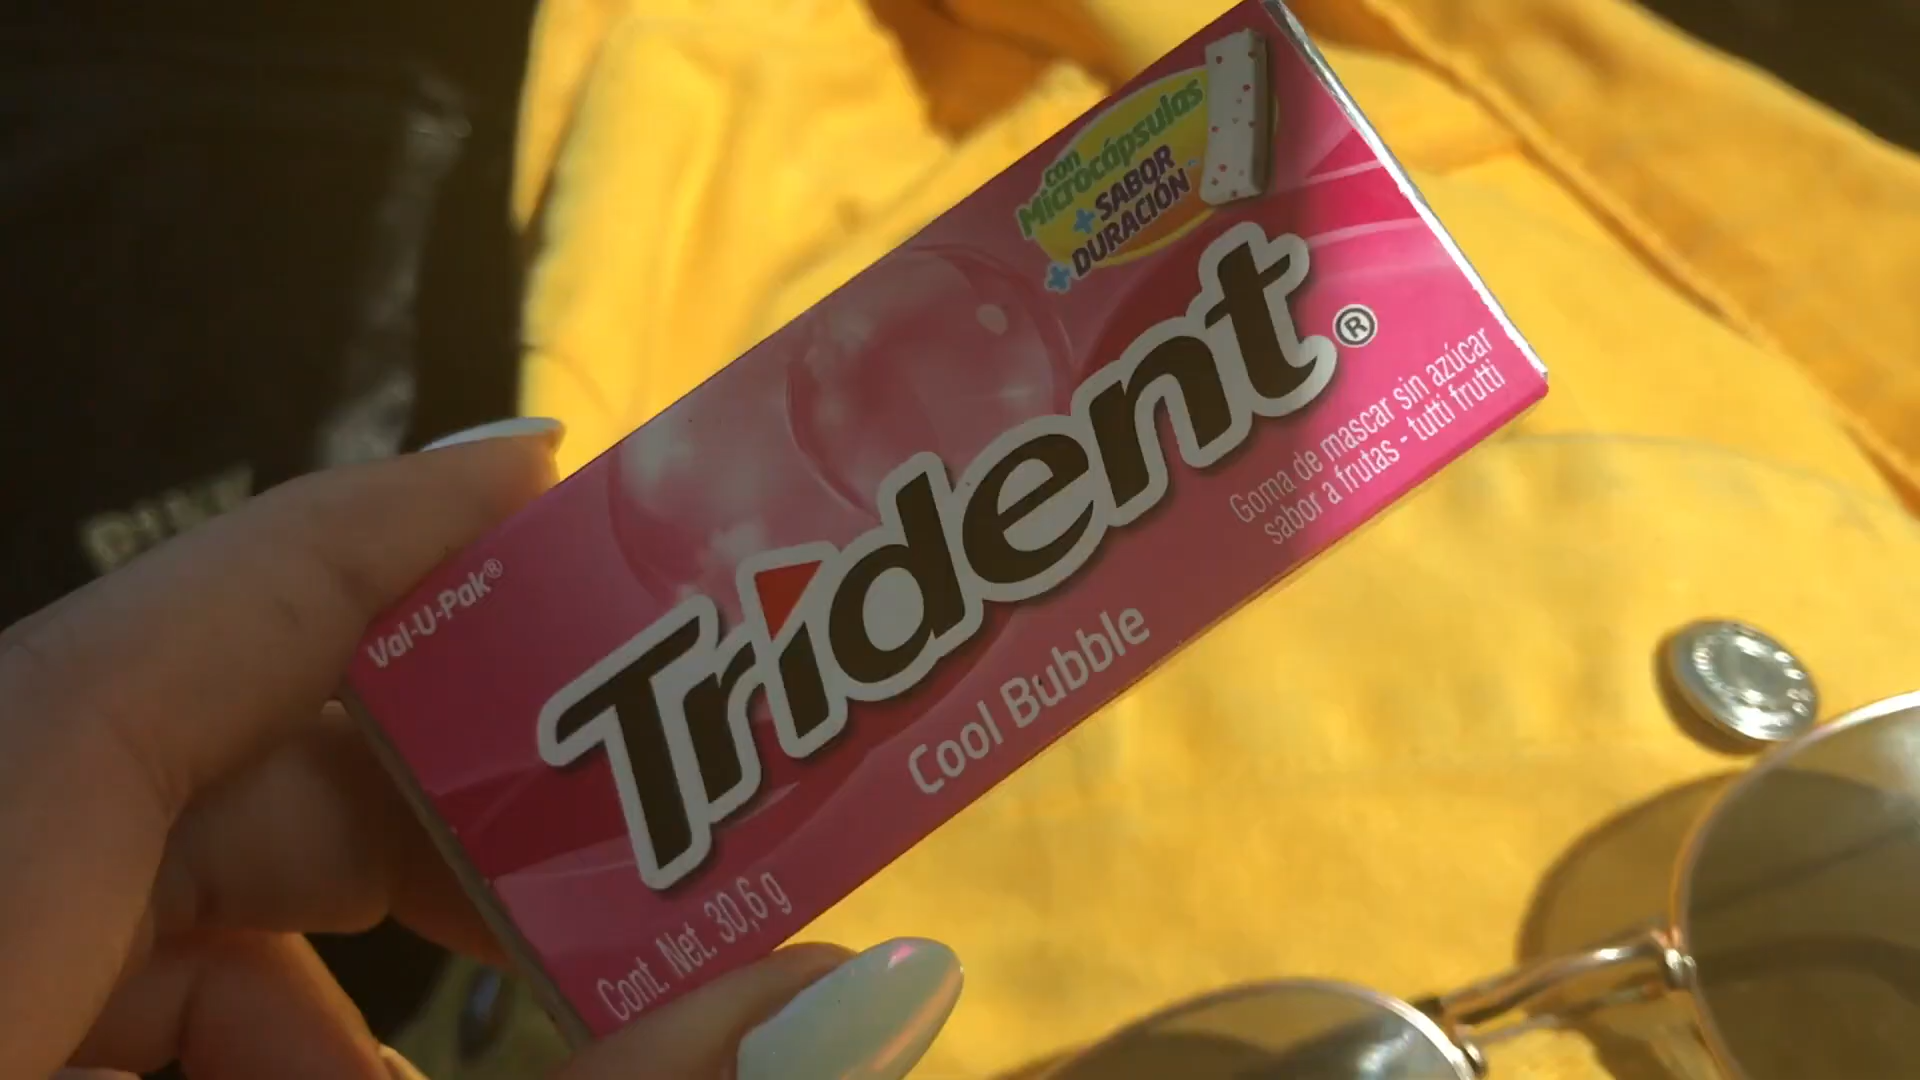 con
Microcápsulas
+ SABOR
+ DURACIÓN
Trident®
Goma de mascar sin azúcar
sabor a frutas - tutti frutti
Val-U-Pak®
Cool Bubble
Cont. Net. 30,6 g